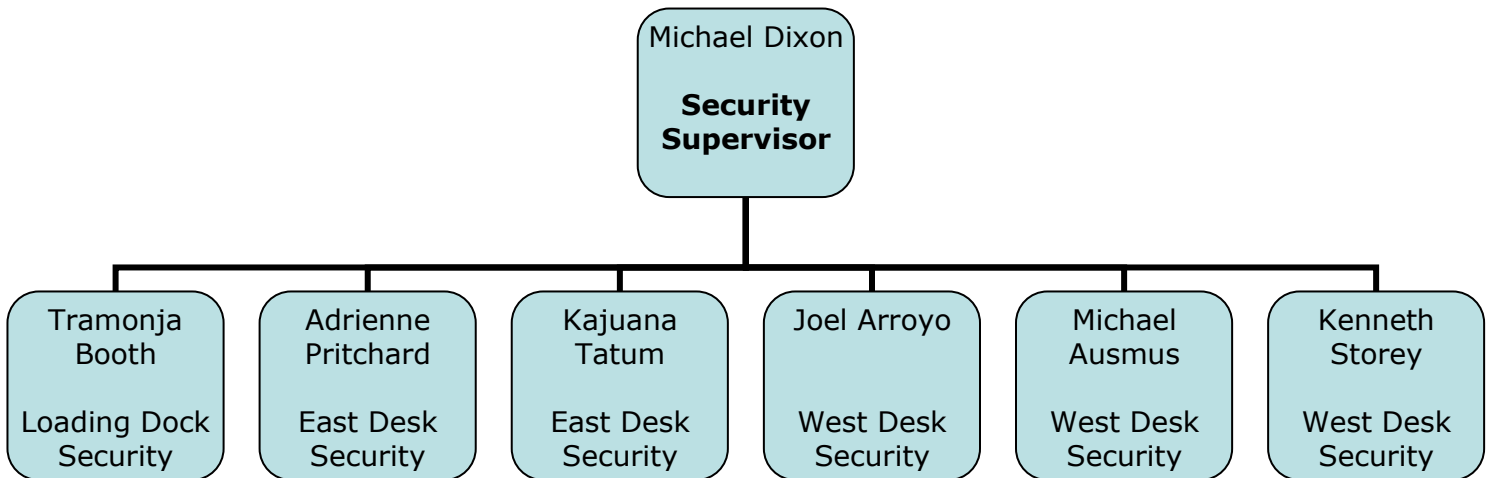 Michael Dixon
Security
Supervisor
Tramonja
Booth
Loading Dock
Security
Adrienne
Pritchard
East Desk
Security
Kajuana
Tatum
East Desk
Security
Joel Arroyo
West Desk
Security
Michael
Ausmus
West Desk
Security
Kenneth
Storey
West Desk
Security